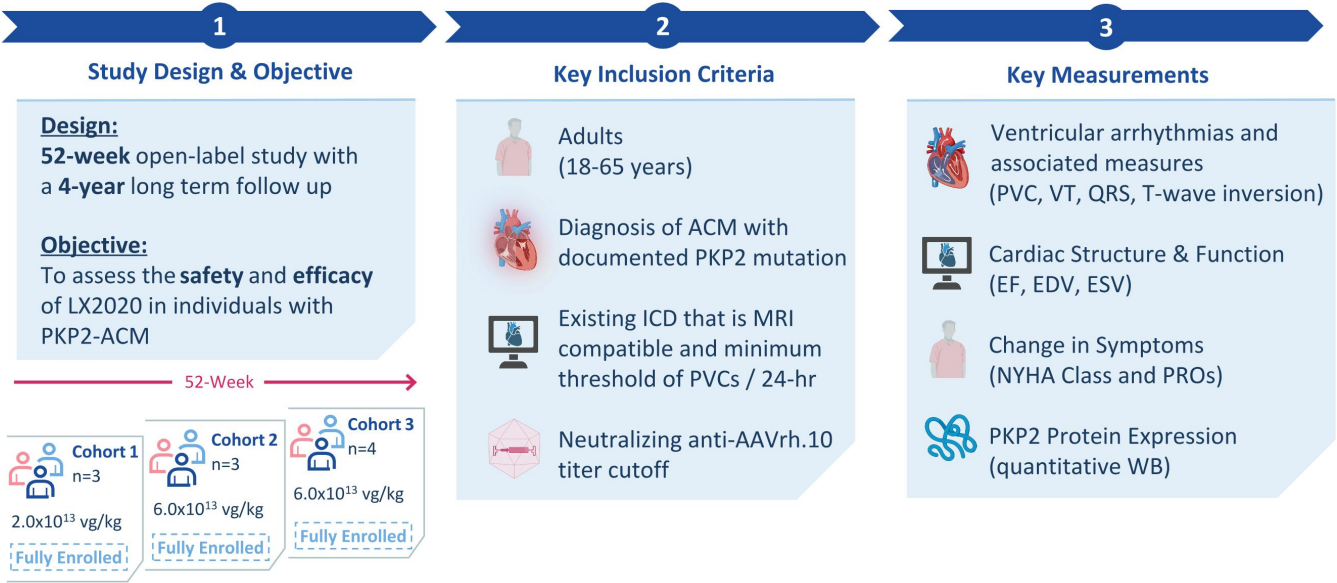 1
Study Design & Objective
Design:
52-week open-label study with
a 4-year long term follow up
Objective:
To assess the safety and efficacy
of LX2020 in individuals with
PKP2-ACM
52-Week
Cohort 1
n=3
2.0x10¹³ vg/kg
Fully Enrolled
Cohort 2
n=3
6.0x10¹³ vg/kg
Fully Enrolled
Cohort 3
n=4
6.0x10¹³ vg/kg
Fully Enrolled
2
Key Inclusion Criteria
Adults
(18-65 years)
Diagnosis of ACM with
documented PKP2 mutation
Existing ICD that is MRI
compatible and minimum
threshold of PVCs / 24-hr
Neutralizing anti-AAVrh.10
titer cutoff
3
Key Measurements
Ventricular arrhythmias and
associated measures
(PVC, VT, QRS, T-wave inversion)
Cardiac Structure & Function
(EF, EDV, ESV)
Change in Symptoms
(NYHA Class and PROs)
PKP2 Protein Expression
(quantitative WB)